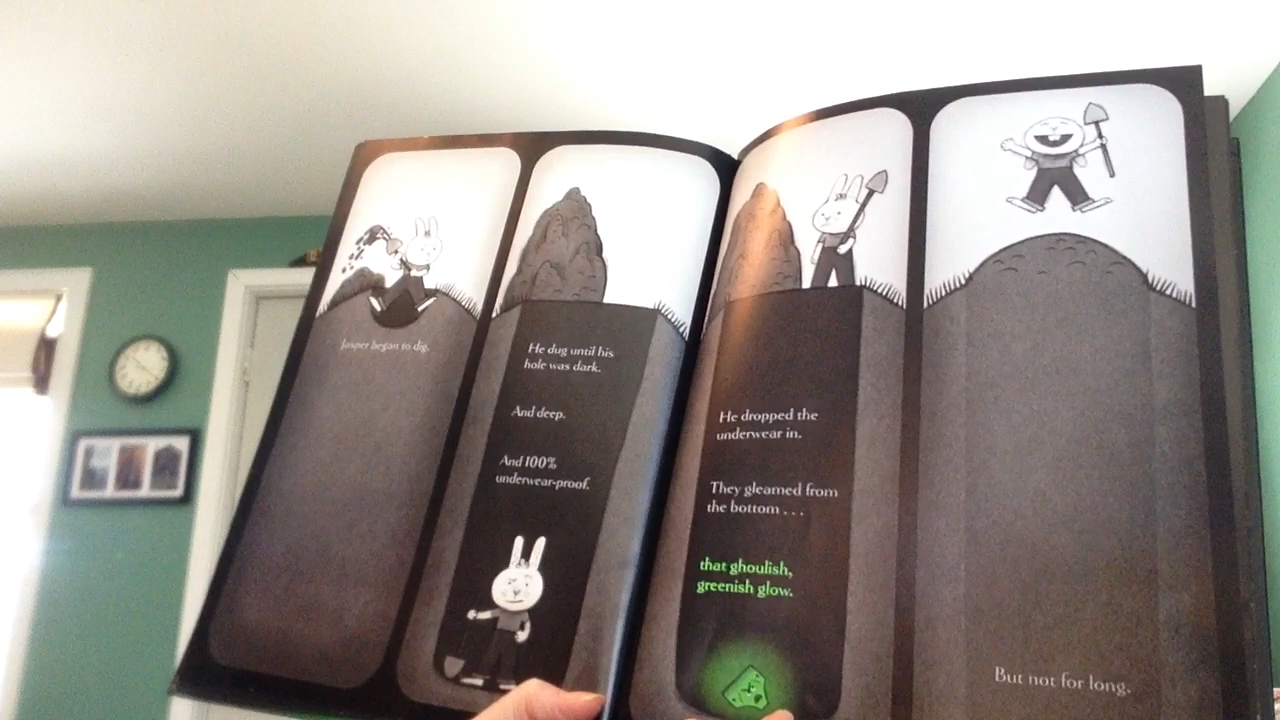 Jasper began to dig.
He dug until his
hole was dark.
And deep.
And 100%
underwear-proof.
He dropped the
underwear in.
They gleamed from
the bottom . . .
that ghoulish,
greenish glow.
But not for long.